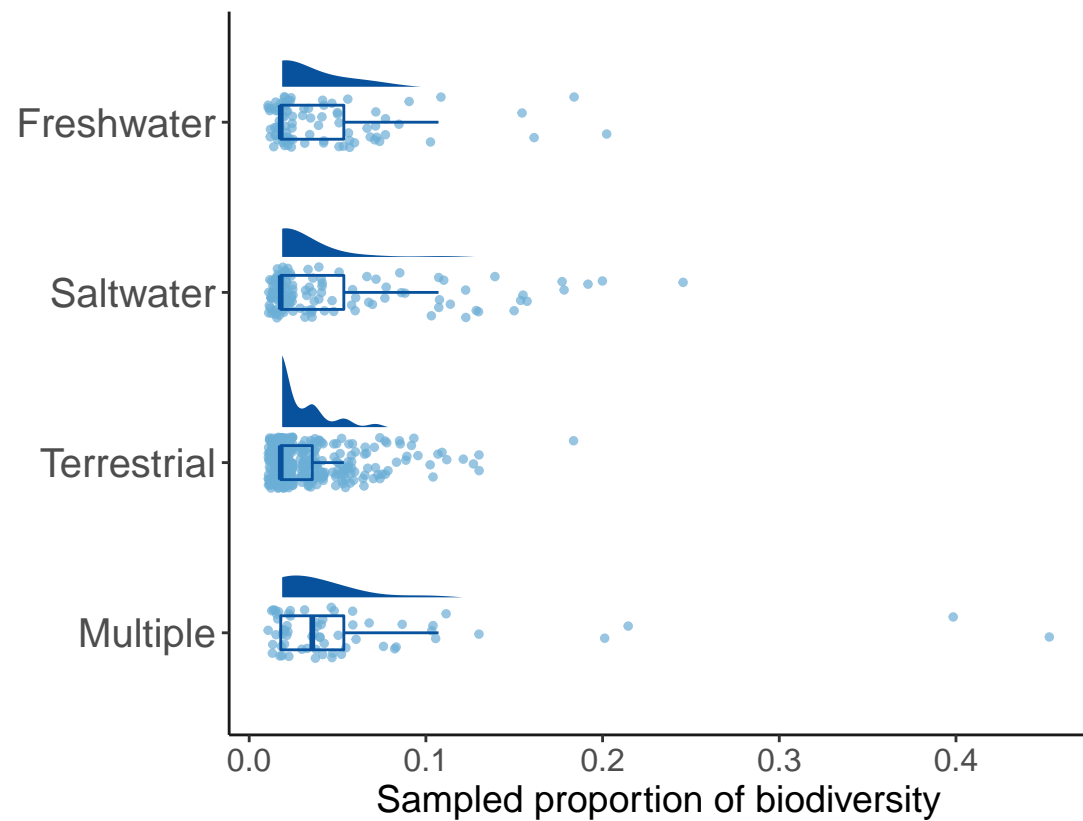 Freshwater
Saltwater
Terrestrial
Multiple
0.0 0.1 0.2 0.3 0.4
Sampled proportion of biodiversity